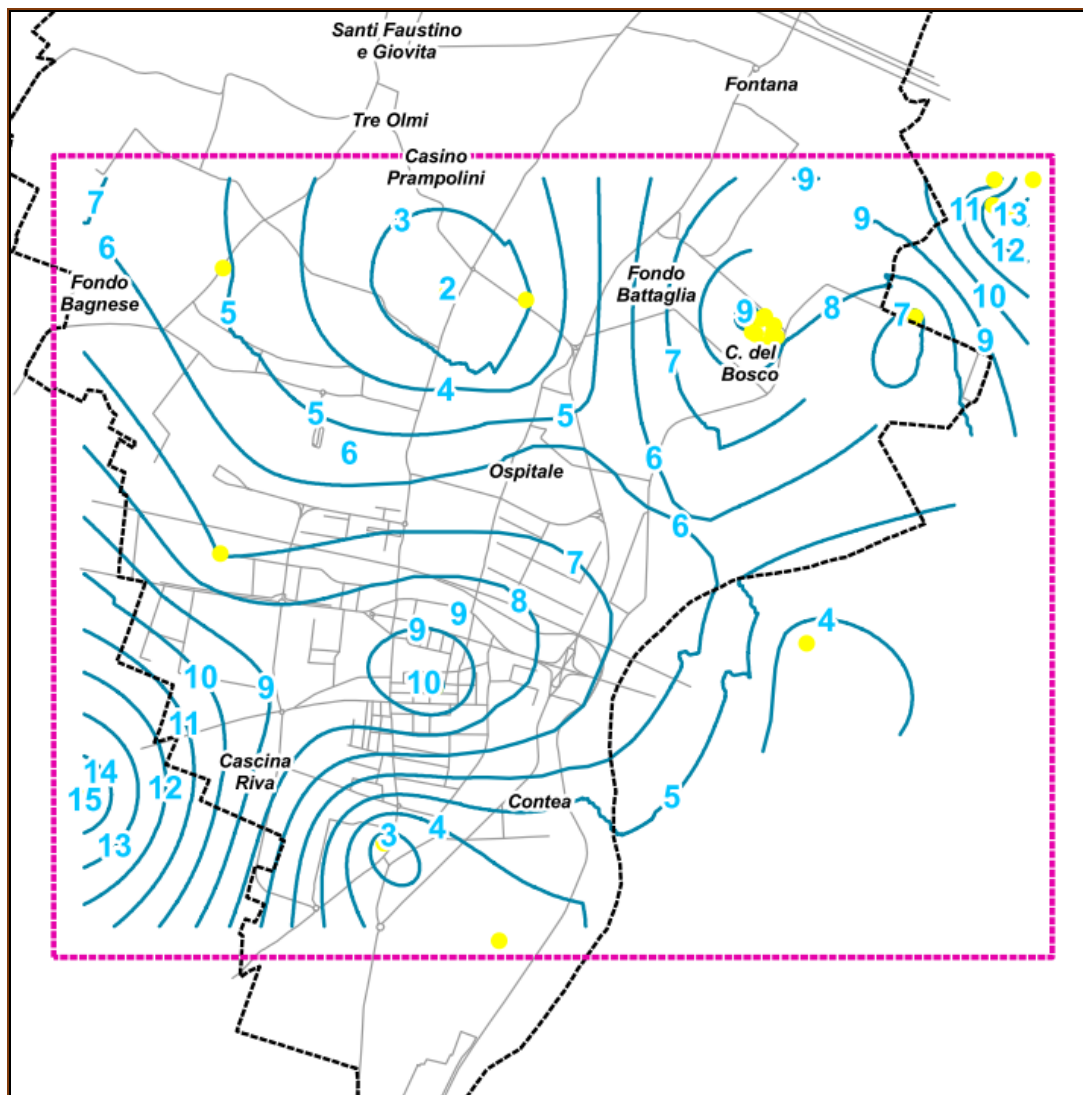 Santi Faustino
e Giovita
Fontana
Tre Olmi
Casino
Prampolini
9
7
3
11
13
9
6
12
Fondo
Bagnese
Fondo
Battaglia
2
10
5
9
8
7
9
C. del
Bosco
7
4
5
5
6
6
Ospitale
6
7
8
9
9
4
10
9
10
11
Cascina
Riva
14
12
15
Contea
5
3
4
13